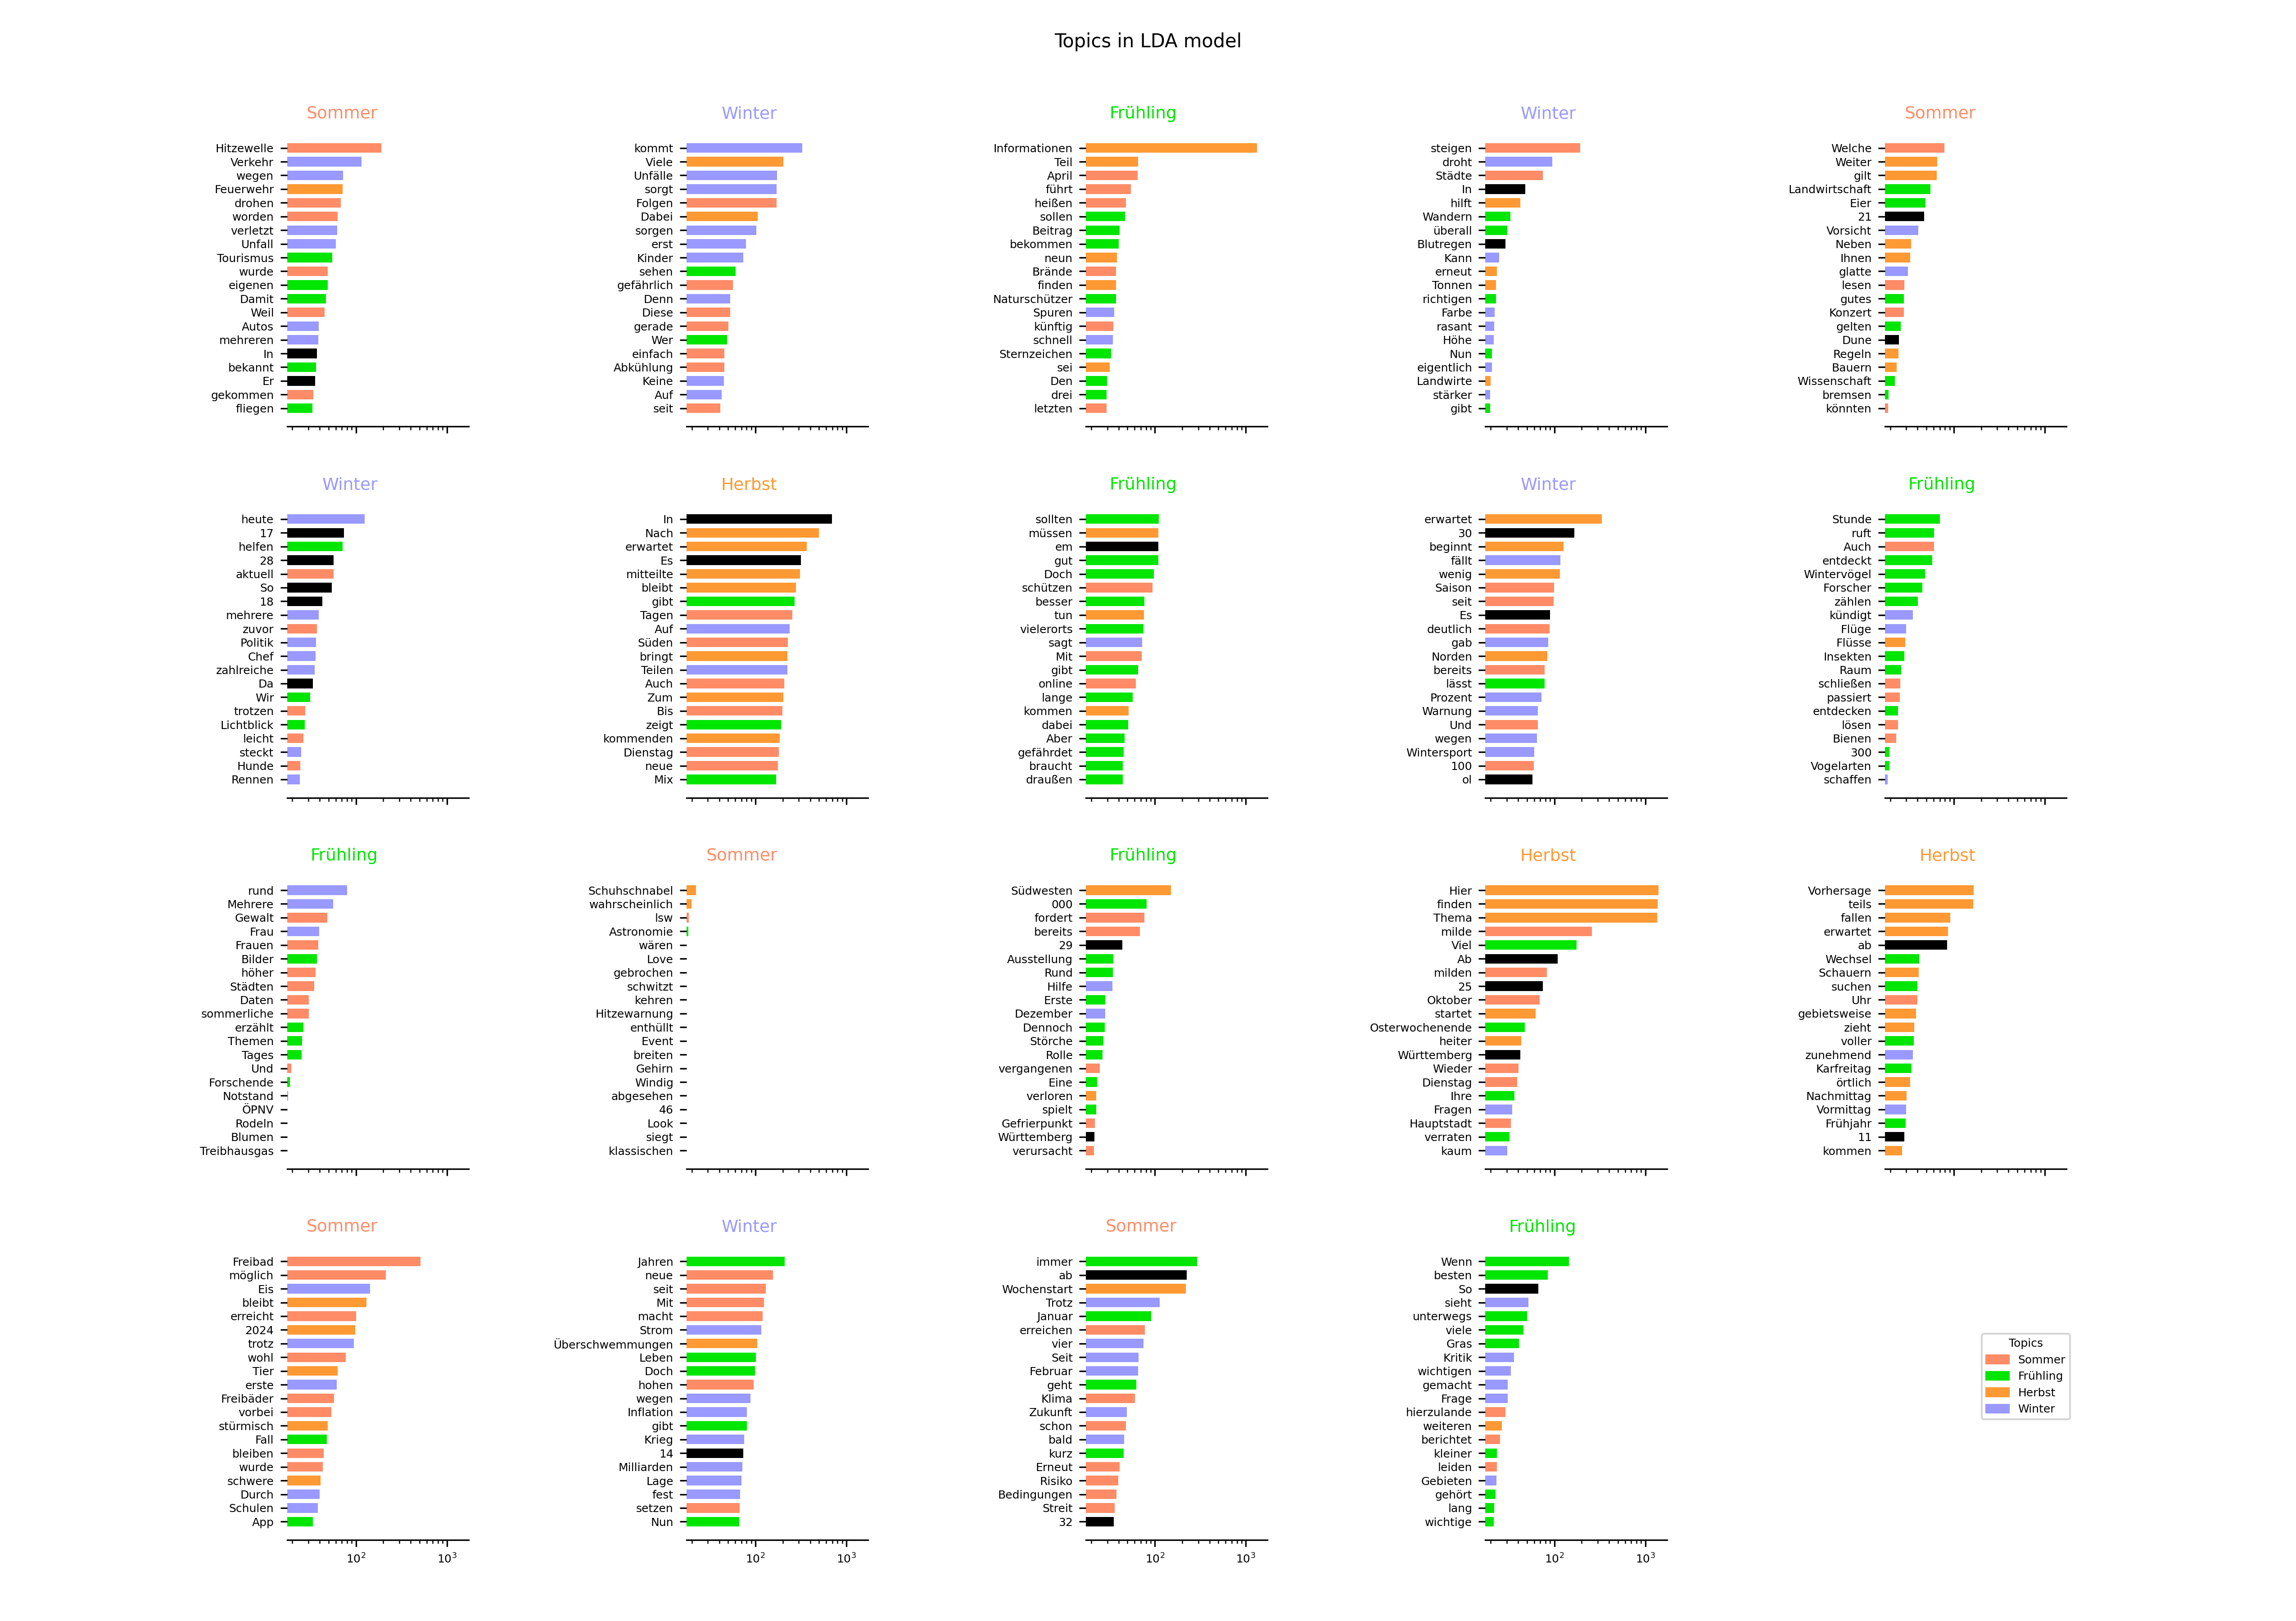 Topics in LDA model
Sommer
Hitzewelle
Verkehr
wegen
Feuerwehr
drohen
worden
verletzt
Unfall
Tourismus
wurde
eigenen
Damit
Weil
Autos
mehreren
In
bekannt
Er
gekommen
fliegen
Winter
kommt
Viele
Unfälle
sorgt
Folgen
Dabei
sorgen
erst
Kinder
sehen
gefährlich
Denn
Diese
gerade
Wer
einfach
Abkühlung
Keine
Auf
seit
Frühling
Informationen
Teil
April
führt
heißen
sollen
Beitrag
bekommen
neun
Brände
finden
Naturschützer
Spuren
künftig
schnell
Sternzeichen
sei
Den
drei
letzten
Winter
steigen
droht
Städte
In
hilft
Wandern
überall
Blutregen
Kann
erneut
Tonnen
richtigen
Farbe
rasant
Höhe
Nun
eigentlich
Landwirte
stärker
gibt
Sommer
Welche
Weiter
gilt
Landwirtschaft
Eier
21
Vorsicht
Neben
Ihnen
glatte
lesen
gutes
Konzert
gelten
Dune
Regeln
Bauern
Wissenschaft
bremsen
könnten
Winter
heute
17
helfen
28
aktuell
So
18
mehrere
zuvor
Politik
Chef
zahlreiche
Da
Wir
trotzen
Lichtblick
leicht
steckt
Hunde
Rennen
Herbst
In
Nach
erwartet
Es
mitteilte
bleibt
gibt
Tagen
Auf
Süden
bringt
Teilen
Auch
Zum
Bis
zeigt
kommenden
Dienstag
neue
Mix
Frühling
sollten
müssen
em
gut
Doch
schützen
besser
tun
vielerorts
sagt
Mit
gibt
online
lange
kommen
dabei
Aber
gefährdet
braucht
draußen
Winter
erwartet
30
beginnt
fällt
wenig
Saison
seit
Es
deutlich
gab
Norden
bereits
lässt
Prozent
Warnung
Und
wegen
Wintersport
100
ol
Frühling
Stunde
ruft
Auch
entdeckt
Wintervögel
Forscher
zählen
kündigt
Flüge
Flüsse
Insekten
Raum
schließen
passiert
entdecken
lösen
Bienen
300
Vogelarten
schaffen
Frühling
rund
Mehrere
Gewalt
Frau
Frauen
Bilder
höher
Städten
Daten
sommerliche
erzählt
Themen
Tages
Und
Forschende
Notstand
ÖPNV
Rodeln
Blumen
Treibhausgas
Sommer
Schuhschnabel
wahrscheinlich
lsw
Astronomie
wären
Love
gebrochen
schwitzt
kehren
Hitzewarnung
enthüllt
Event
breiten
Gehirn
Windig
abgesehen
46
Look
siegt
klassischen
Frühling
Südwesten
000
fordert
bereits
29
Ausstellung
Rund
Hilfe
Erste
Dezember
Dennoch
Störche
Rolle
vergangenen
Eine
verloren
spielt
Gefrierpunkt
Württemberg
verursacht
Herbst
Hier
finden
Thema
milde
Viel
Ab
milden
25
Oktober
startet
Osterwochenende
heiter
Württemberg
Wieder
Dienstag
Ihre
Fragen
Hauptstadt
verraten
kaum
Herbst
Vorhersage
teils
fallen
erwartet
ab
Wechsel
Schauern
suchen
Uhr
gebietsweise
zieht
voller
zunehmend
Karfreitag
örtlich
Nachmittag
Vormittag
Frühjahr
11
kommen
Sommer
Freibad
möglich
Eis
bleibt
erreicht
2024
trotz
wohl
Tier
erste
Freibäder
vorbei
stürmisch
Fall
bleiben
wurde
schwere
Durch
Schulen
App
10²
10³
Winter
Jahren
neue
seit
Mit
macht
Strom
Überschwemmungen
Leben
Doch
hohen
wegen
Inflation
gibt
Krieg
14
Milliarden
Lage
fest
setzen
Nun
10²
10³
Sommer
immer
ab
Wochenstart
Trotz
Januar
erreichen
vier
Seit
Februar
geht
Klima
Zukunft
schon
bald
kurz
Erneut
Risiko
Bedingungen
Streit
32
10²
10³
Frühling
Wenn
besten
So
sieht
unterwegs
viele
Gras
Kritik
wichtigen
gemacht
Frage
hierzulande
weiteren
berichtet
kleiner
leiden
Gebieten
gehört
lang
wichtige
10²
10³
Topics
Sommer
Frühling
Herbst
Winter